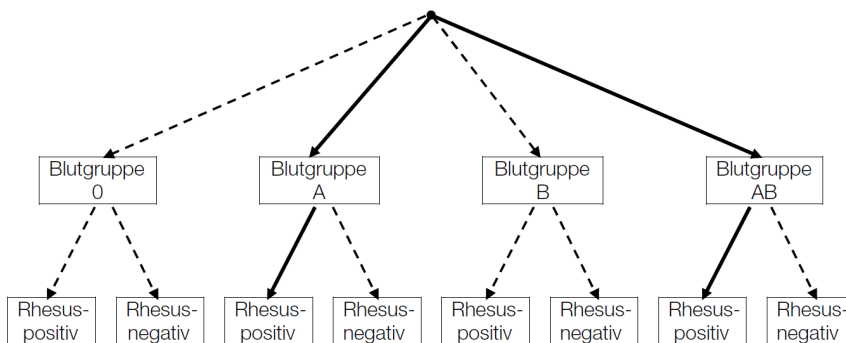 Blutgruppe
0
Blutgruppe
A
Blutgruppe
B
Blutgruppe
AB
Rhesus-
positiv
Rhesus-
negativ
Rhesus-
positiv
Rhesus-
negativ
Rhesus-
positiv
Rhesus-
negativ
Rhesus-
positiv
Rhesus-
negativ